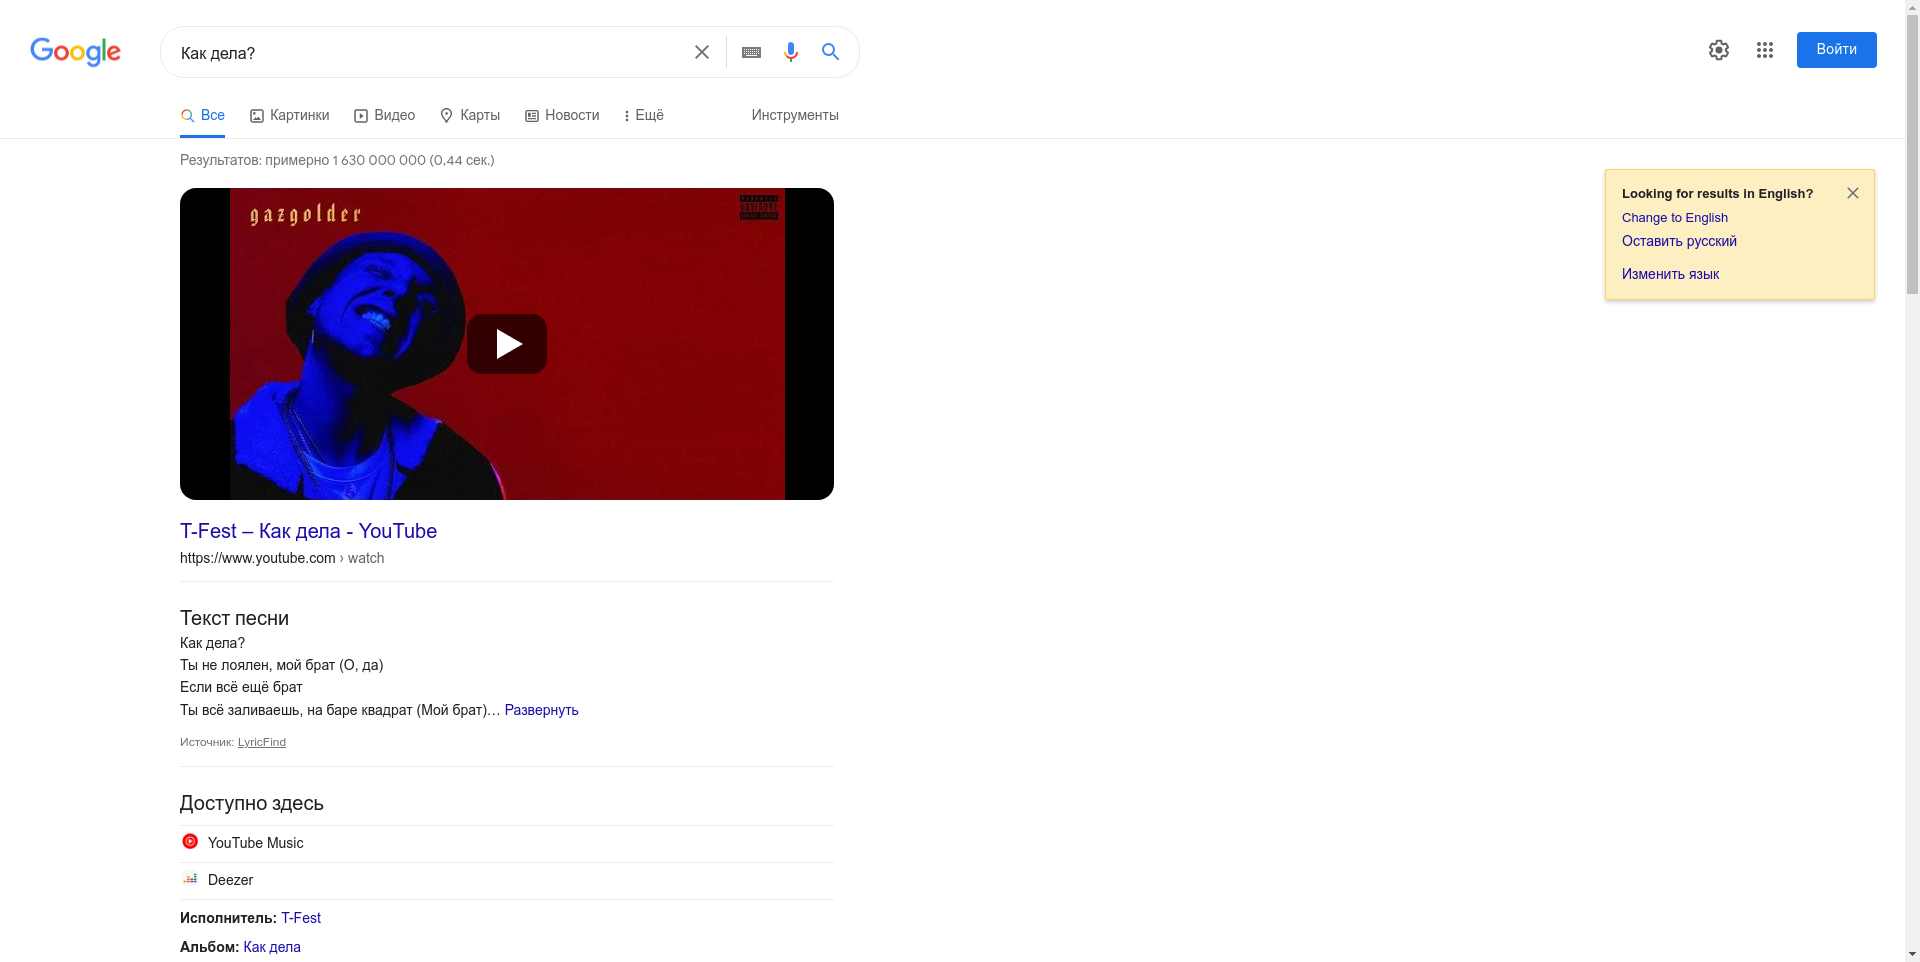 Google
Как дела?
Войти
Все
Картинки
Видео
Карты
Новости
Ещё
Инструменты
Результатов: примерно 1 630 000 000 (0,44 сек.)
Looking for results in English?
Change to English
Оставить русский
Изменить язык
gazgolder
T-Fest – Как дела - YouTube
https://www.youtube.com › watch
Текст песни
Как дела?
Ты не лоялен, мой брат (О, да)
Если всё ещё брат
Ты всё заливаешь, на баре квадрат (Мой брат)… Развернуть
Источник: LyricFind
Доступно здесь
YouTube Music
Deezer
Исполнитель: T-Fest
Альбом: Как дела